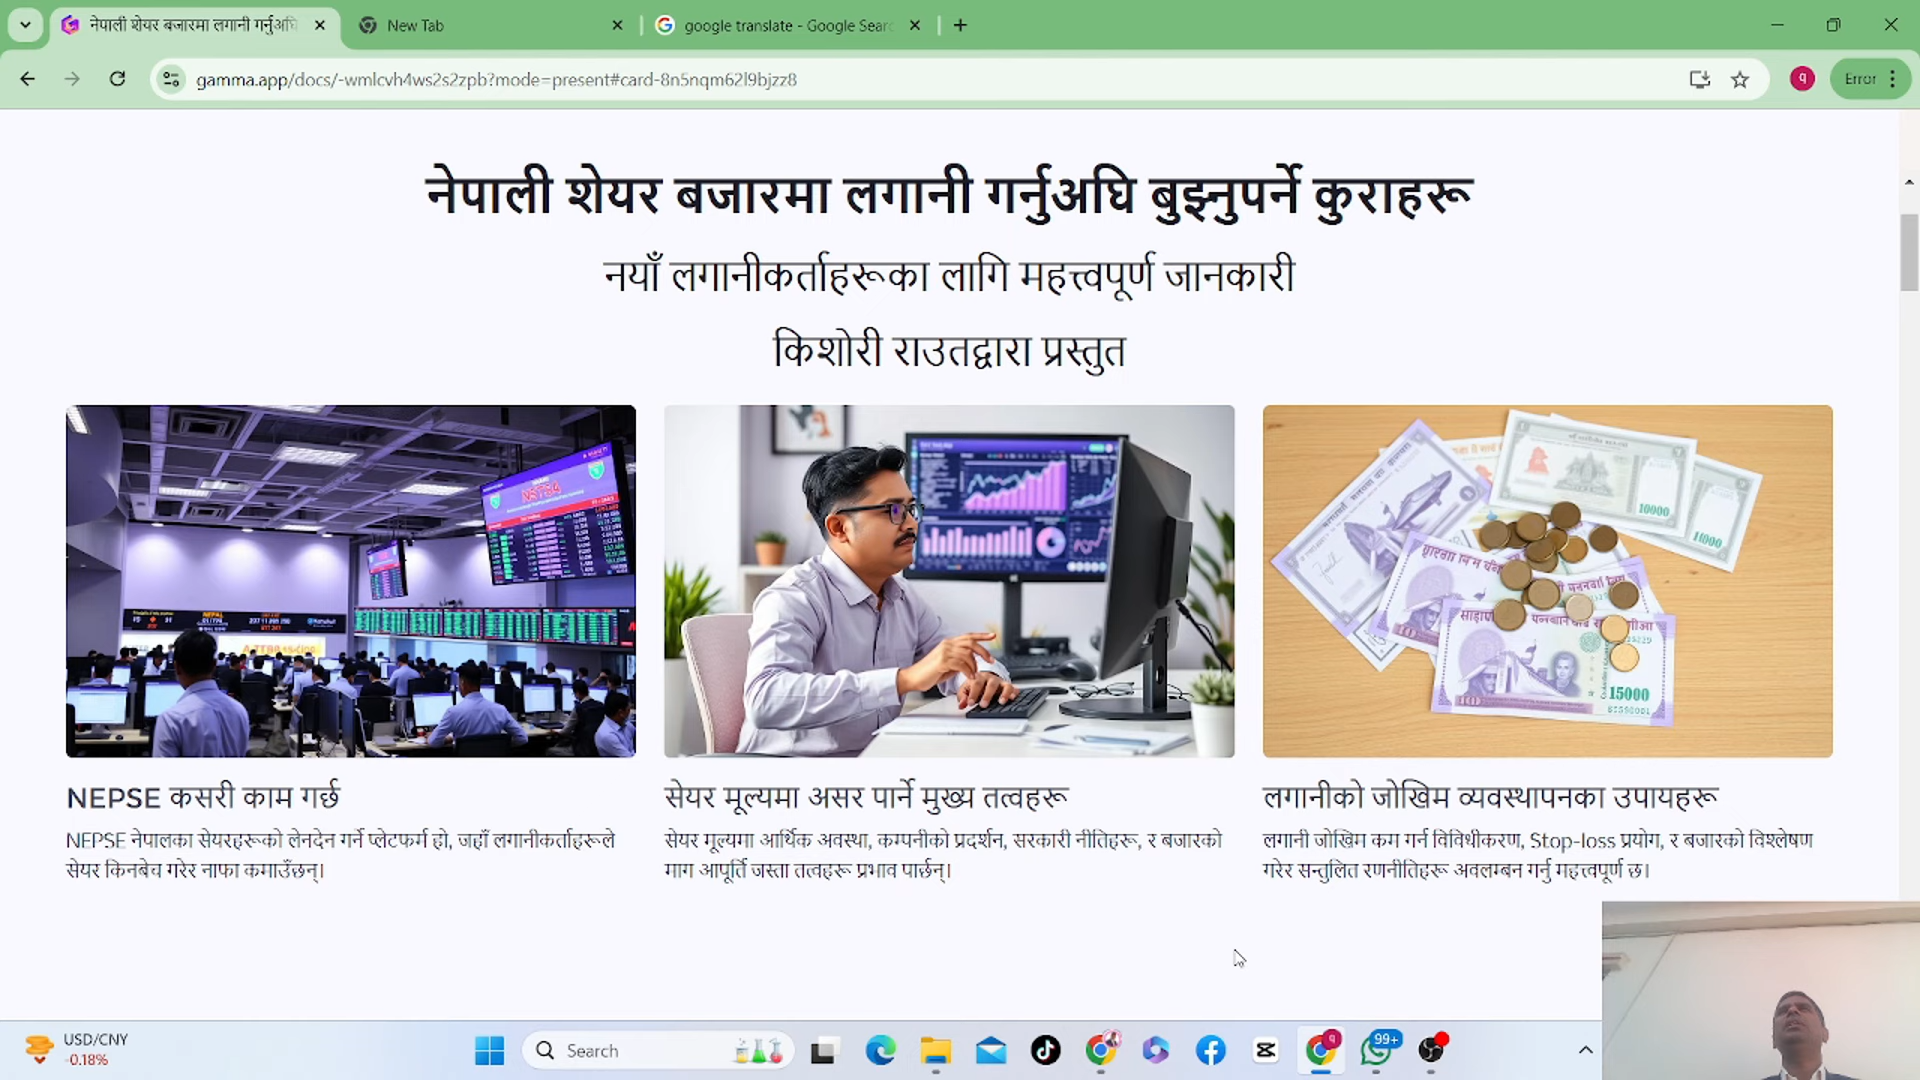 नेपाली शेयर बजारमा लगानी गर्नुअघि
New Tab
google translate - Google Sear
gamma.app/docs/-wmlcvh4ws2s2zpb?mode=present#card-8n5nqm62l9bjzz8
q
Error
नेपाली शेयर बजारमा लगानी गर्नुअघि बुझ्नुपर्ने कुराहरू
नयाँ लगानीकर्ताहरूका लागि महत्त्वपूर्ण जानकारी
किशोरी राउतद्वारा प्रस्तुत
10000
15000
NEPSE कसरी काम गर्छ
NEPSE नेपालका सेयरहरूको लेनदेन गर्ने प्लेटफर्म हो, जहाँ लगानीकर्ताहरूले
सेयर किनबेच गरेर नाफा कमाउँछन्।
सेयर मूल्यमा असर पार्ने मुख्य तत्वहरू
सेयर मूल्यमा आर्थिक अवस्था, कम्पनीको प्रदर्शन, सरकारी नीतिहरू, र बजारको
माग आपूर्ति जस्ता तत्वहरू प्रभाव पार्छन्।
लगानीको जोखिम व्यवस्थापनका उपायहरू
लगानी जोखिम कम गर्न विविधीकरण, Stop-loss प्रयोग, र बजारको विश्लेषण
गरेर सन्तुलित रणनीतिहरू अवलम्बन गर्नु महत्त्वपूर्ण छ।
USD/CNY
-0.18%
Search
99+